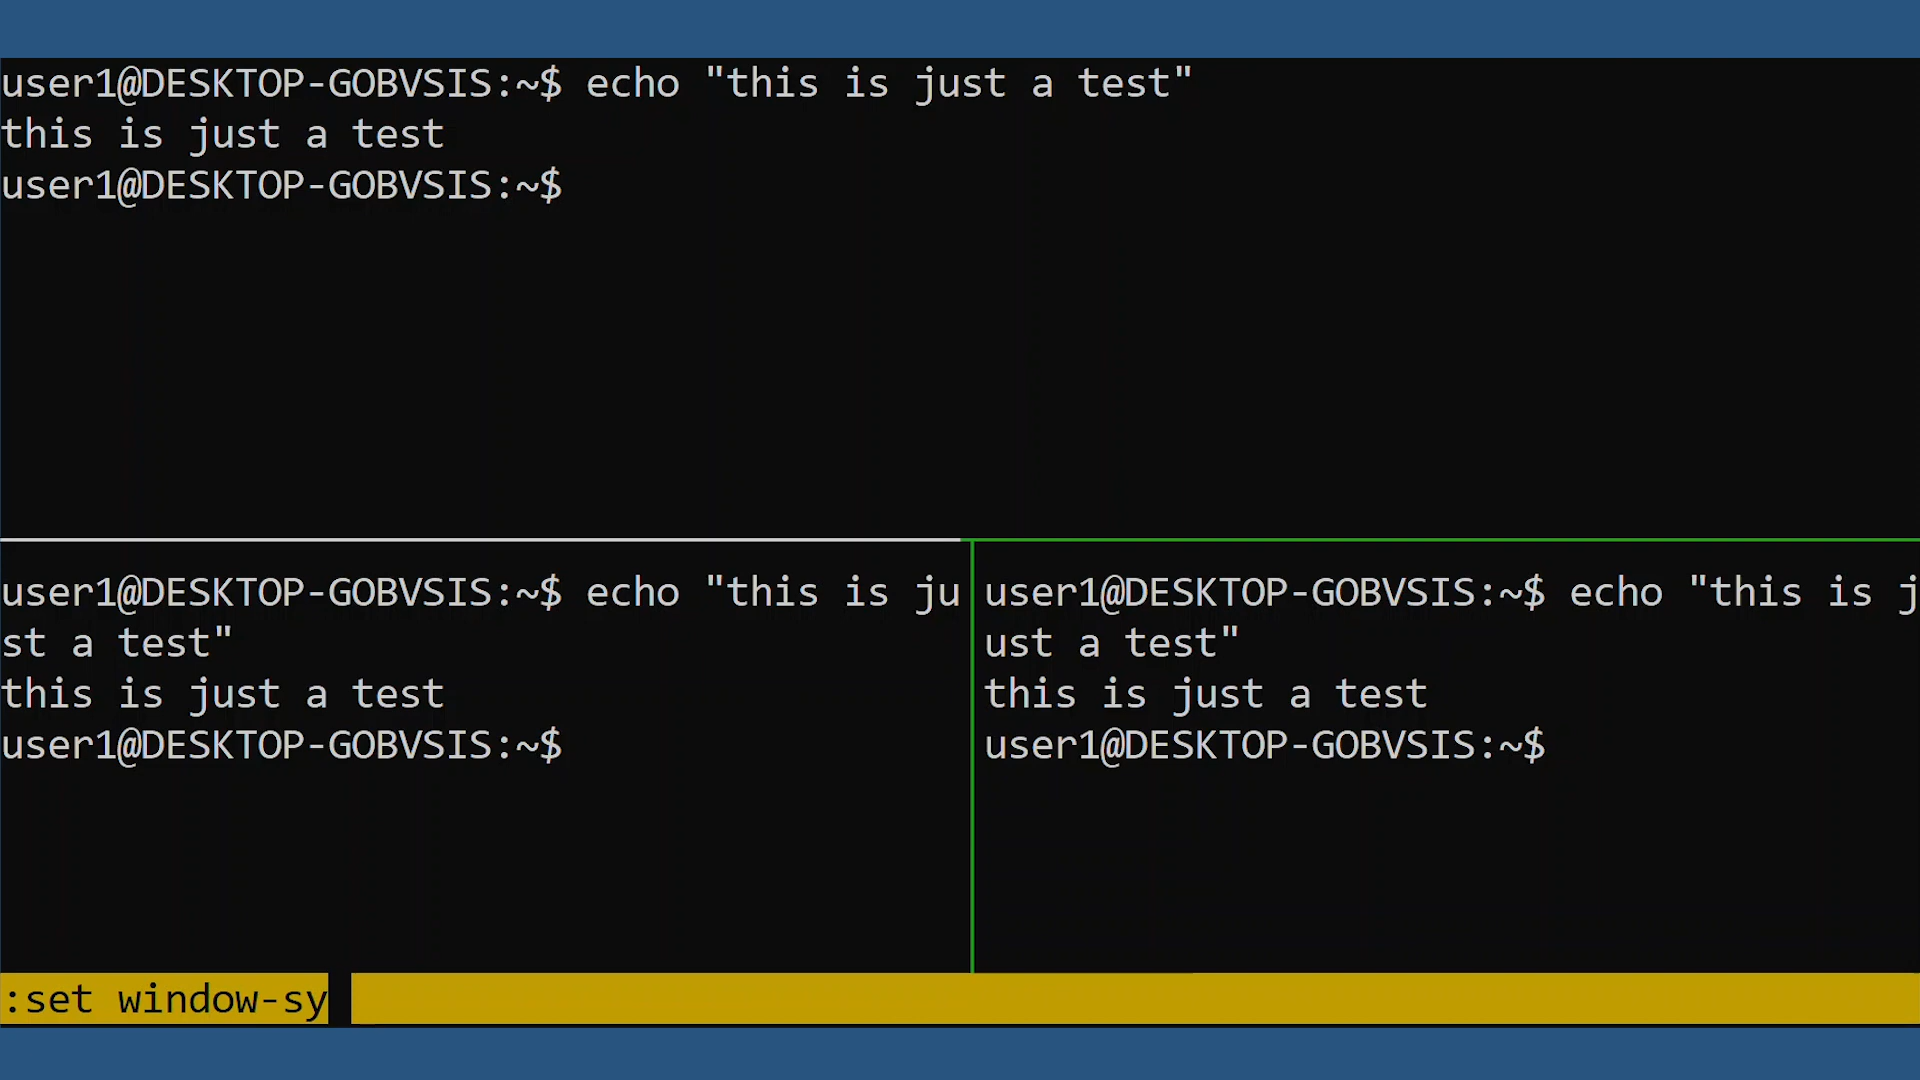 user1@DESKTOP-GOBVSIS:~$ echo "this is just a test"
this is just a test
user1@DESKTOP-GOBVSIS:~$
user1@DESKTOP-GOBVSIS:~$ echo "this is ju
st a test"
this is just a test
user1@DESKTOP-GOBVSIS:~$
user1@DESKTOP-GOBVSIS:~$ echo "this is j
ust a test"
this is just a test
user1@DESKTOP-GOBVSIS:~$
:set window-sy